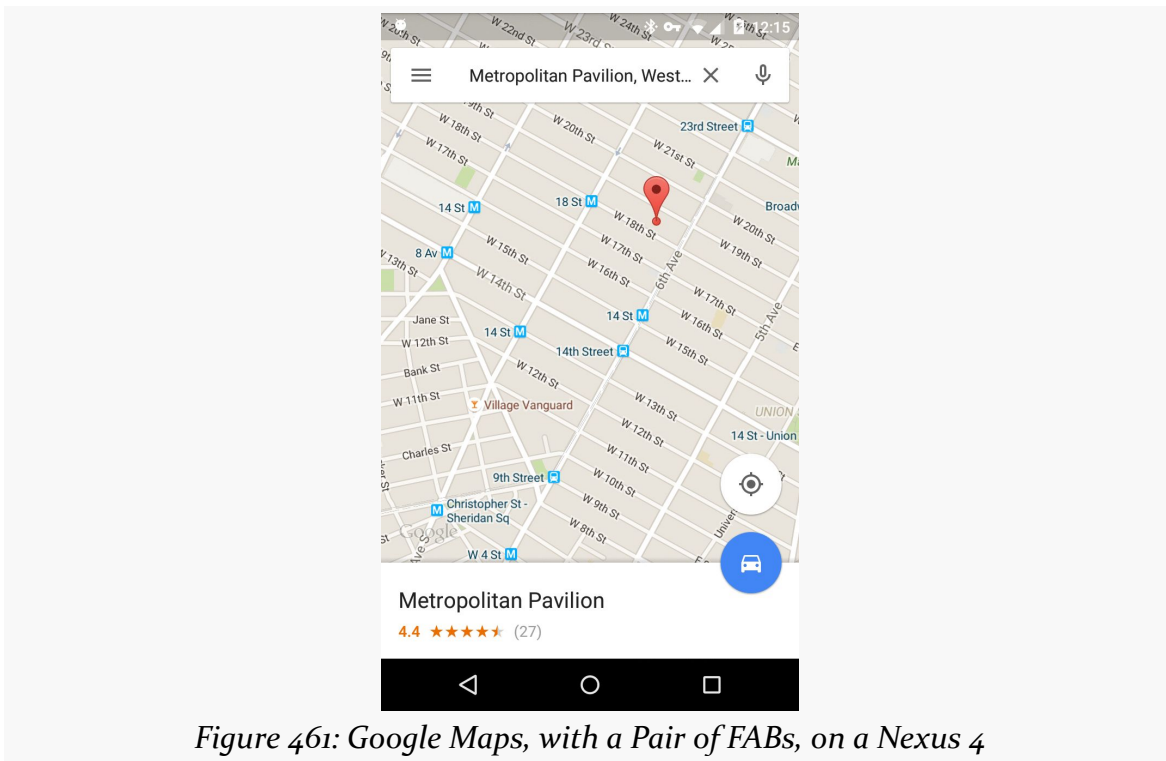 W 20th St
W 22nd St
W 23rd St
W 24th St
12:15
Metropolitan Pavilion, West...
W 18th St
W 20th St
23rd Street
W 17th St
W 21st St
14 St M
18 St M
Broadw
W 18th St
W 20th St
8 Av M
W 15th St
W 17th St
W 19th St
W 13th St
W 14th St
W 16th St
6th Ave
W 17th St
Jane St
14 St M
14 St M
W 16th St
5th Ave
W 12th St
14th Street
W 15th St
Bank St
W 12th St
W 11th St
Village Vanguard
W 13th St
UNION
W 12th St
14 St - Union
Charles St
W 11th St
9th Street
W 10th St
M Christopher St -
Sheridan Sq
W 9th St
Google
W 8th St
Univer
Ave S
W 4 St M
Metropolitan Pavilion
4.4 (27)
Figure 461: Google Maps, with a Pair of FABs, on a Nexus 4